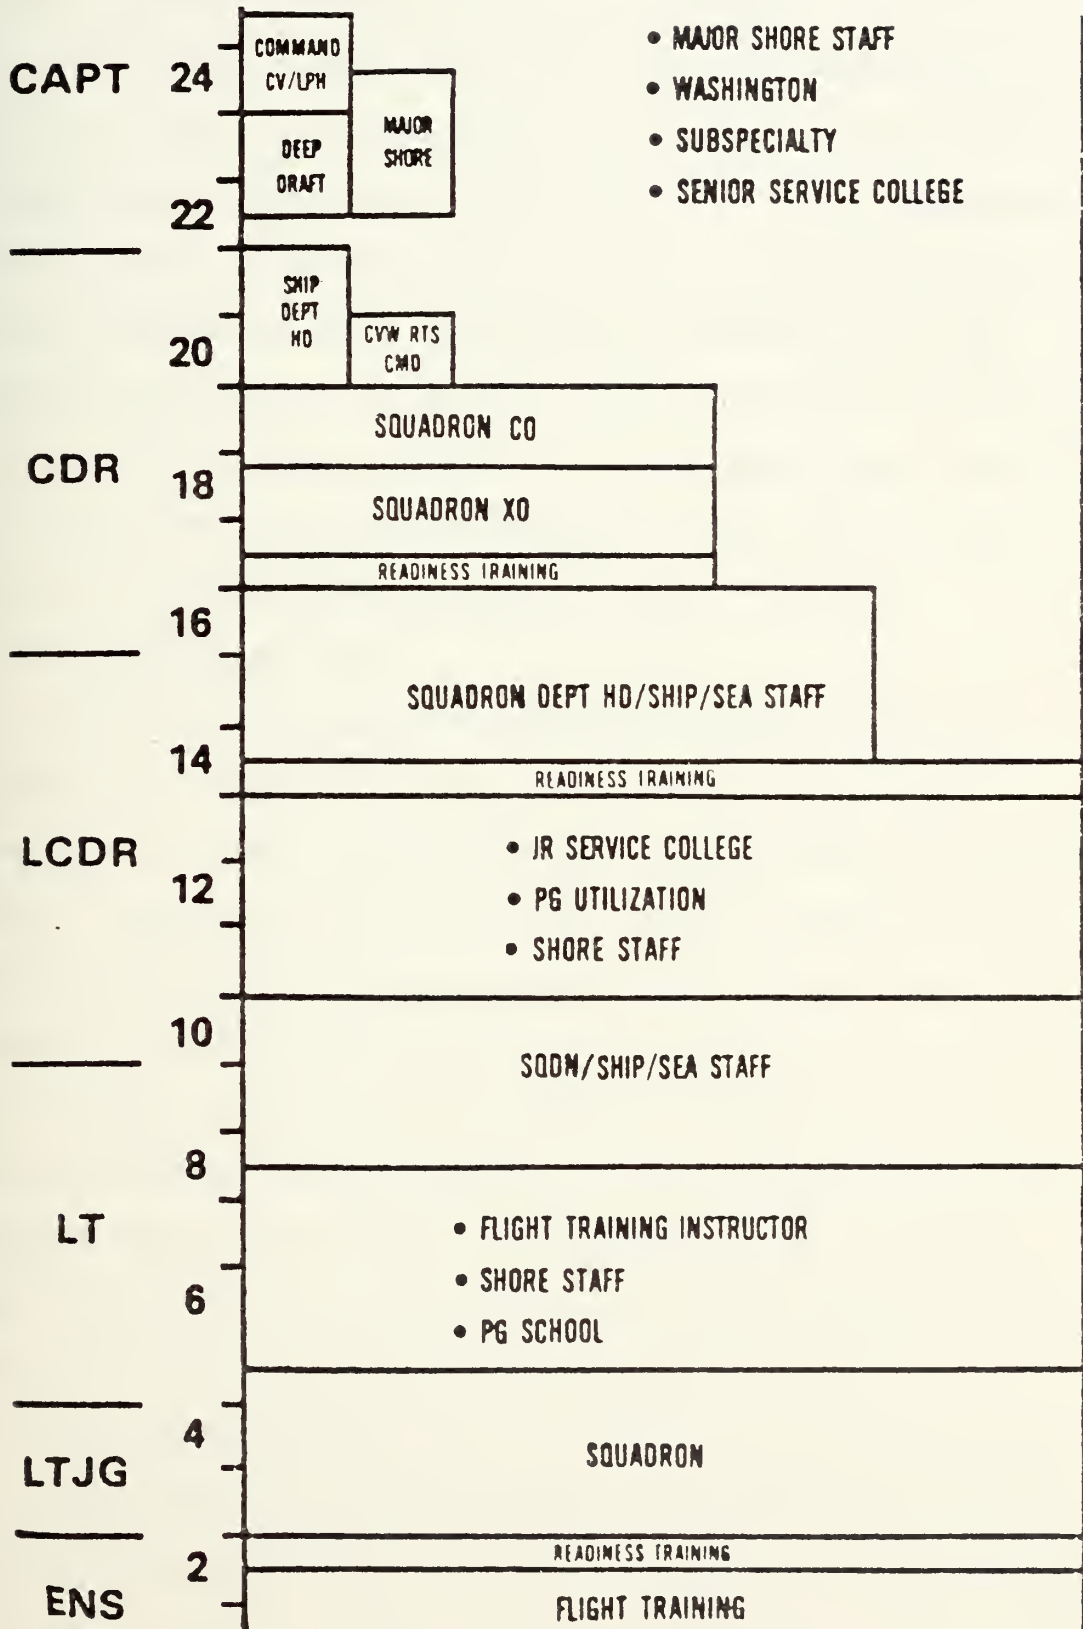 CAPT
24
22
COMMAND
CV/LPH
DEEP
DRAFT
MAJOR
SHORE
• MAJOR SHORE STAFF
• WASHINGTON
• SUBSPECIALTY
• SENIOR SERVICE COLLEGE
CDR
20
18
16
SHIP
DEPT
HD
CVW RTS
CMD
SQUADRON CO
SQUADRON XO
READINESS TRAINING
SQUADRON DEPT HD/SHIP/SEA STAFF
LCDR
14
12
10
READINESS TRAINING
• JR SERVICE COLLEGE
• PG UTILIZATION
• SHORE STAFF
SQDN/SHIP/SEA STAFF
LT
8
6
• FLIGHT TRAINING INSTRUCTOR
• SHORE STAFF
• PG SCHOOL
LTJG
4
SQUADRON
ENS
2
READINESS TRAINING
FLIGHT TRAINING